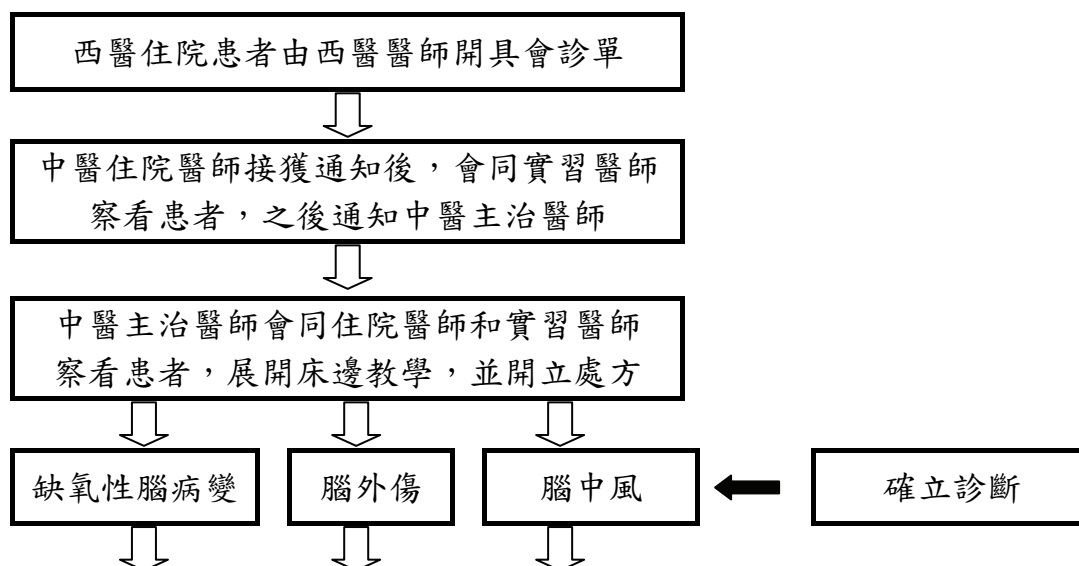 西醫住院患者由西醫醫師開具會診單
中醫住院醫師接獲通知後，會同實習醫師
察看患者，之後通知中醫主治醫師
中醫主治醫師會同住院醫師和實習醫師
察看患者，展開床邊教學，並開立處方
缺氧性腦病變
腦外傷
腦中風
確立診斷